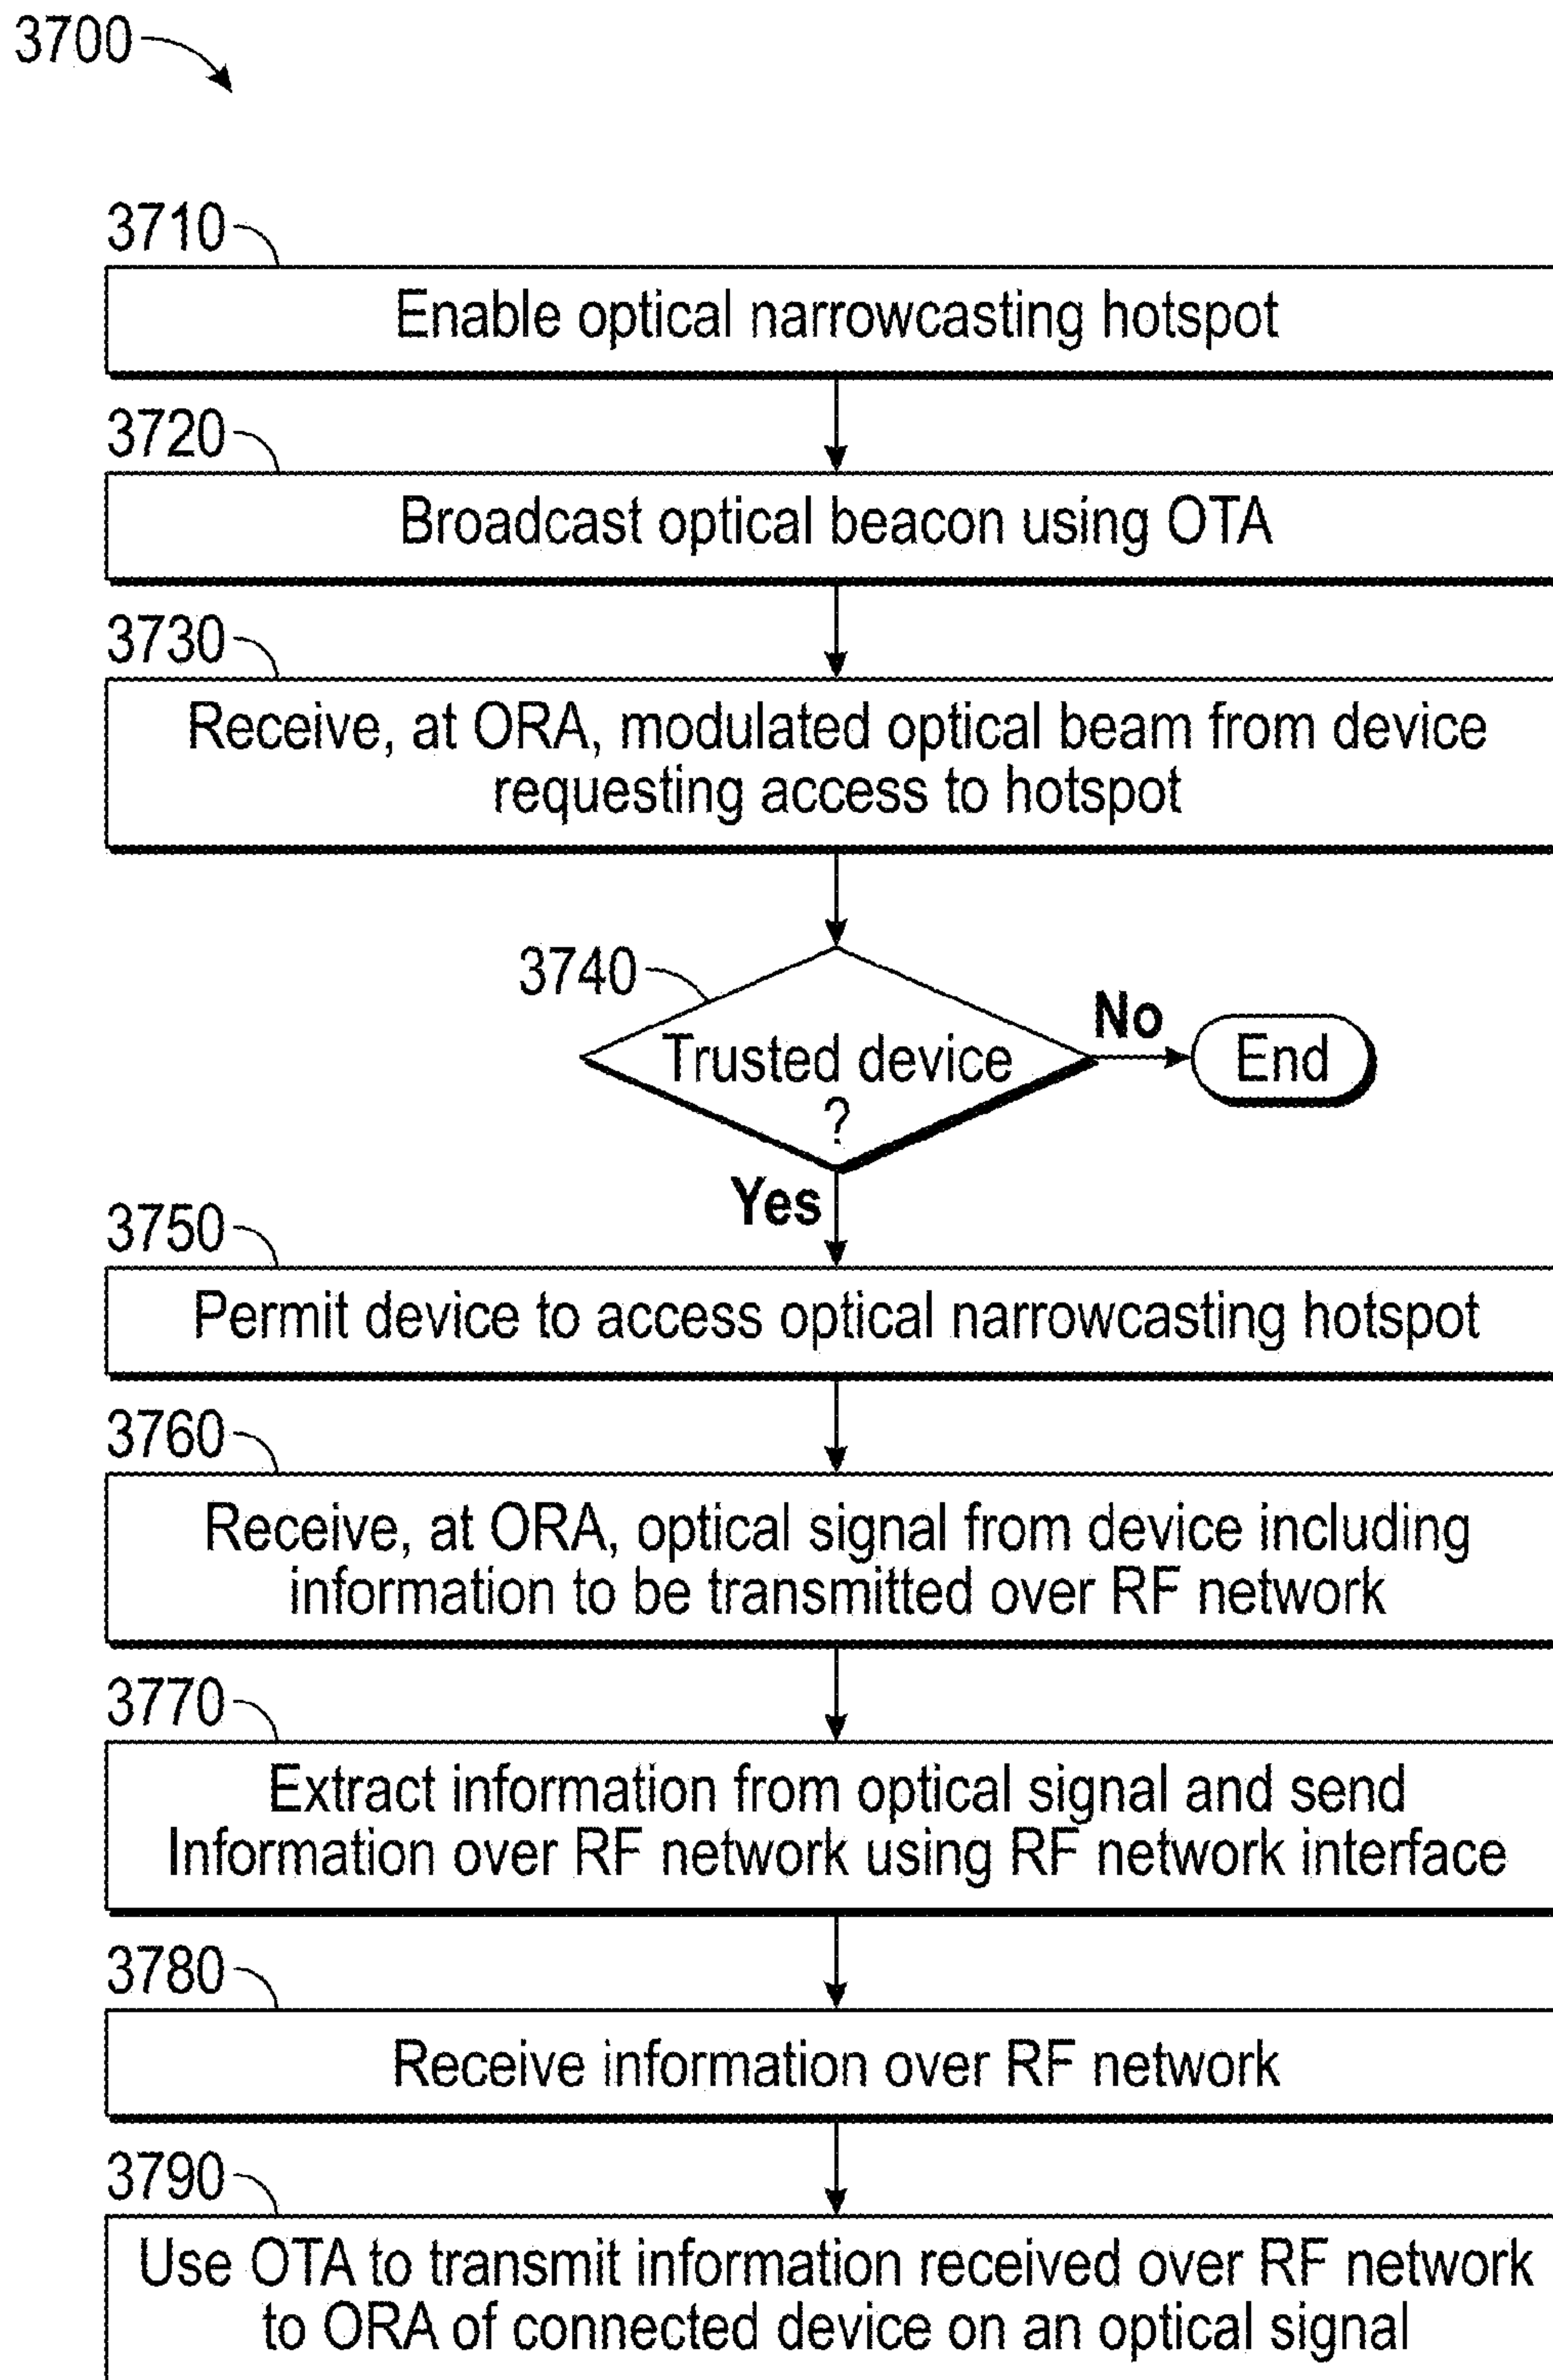 3700
3710
Enable optical narrowcasting hotspot
3720
Broadcast optical beacon using OTA
3730
Receive, at ORA, modulated optical beam from device
requesting access to hotspot
3740
Trusted device
?
No
End
Yes
3750
Permit device to access optical narrowcasting hotspot
3760
Receive, at ORA, optical signal from device including
information to be transmitted over RF network
3770
Extract information from optical signal and send
Information over RF network using RF network interface
3780
Receive information over RF network
3790
Use OTA to transmit information received over RF network
to ORA of connected device on an optical signal